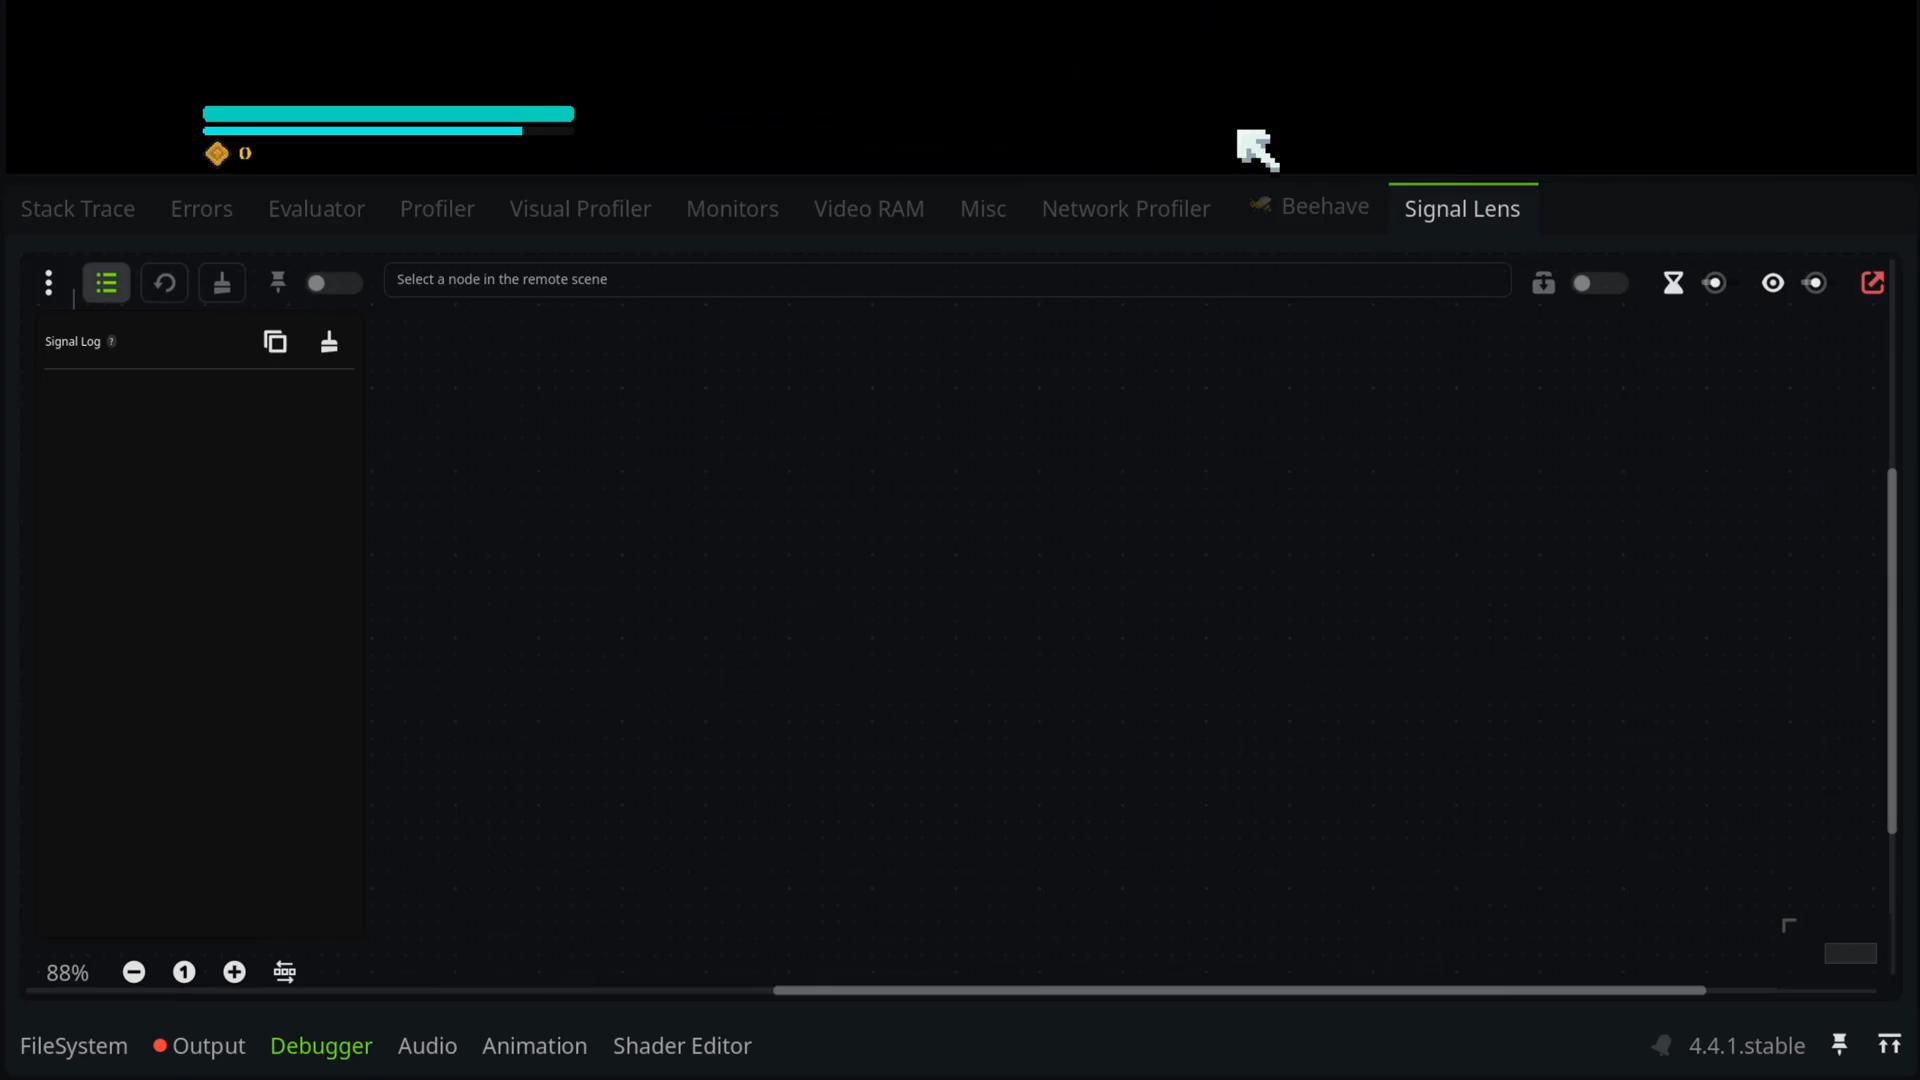 0
Stack Trace Errors Evaluator Profiler Visual Profiler Monitors Video RAM Misc Network Profiler Beehave Signal Lens
Select a node in the remote scene
Signal Log ?
88% 1
FileSystem Output Debugger Audio Animation Shader Editor 4.4.1.stable